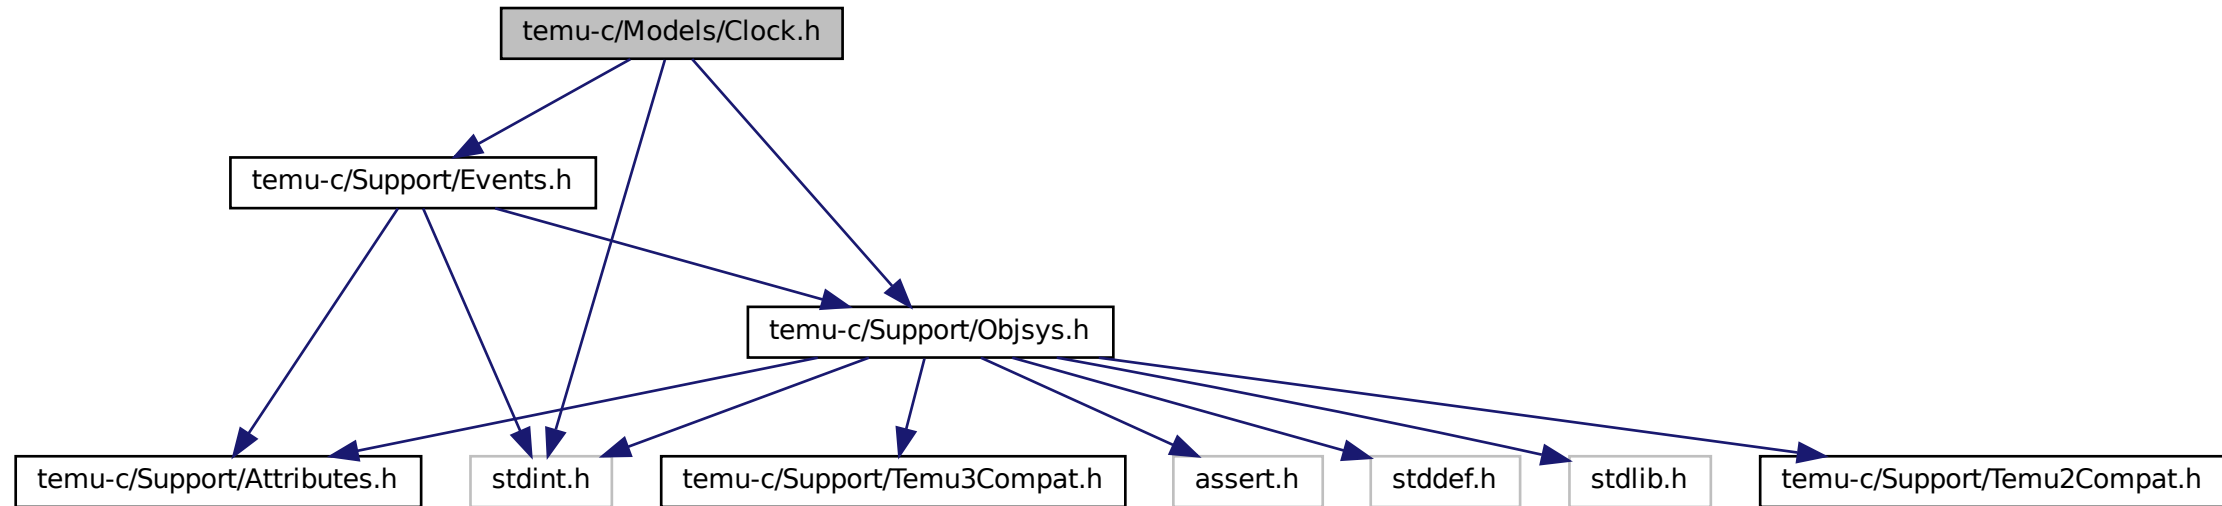 temu-c/Models/Clock.h
temu-c/Support/Events.h
temu-c/Support/Objsys.h
temu-c/Support/Attributes.h
stdint.h
temu-c/Support/Temu3Compat.h
assert.h
stddef.h
stdlib.h
temu-c/Support/Temu2Compat.h